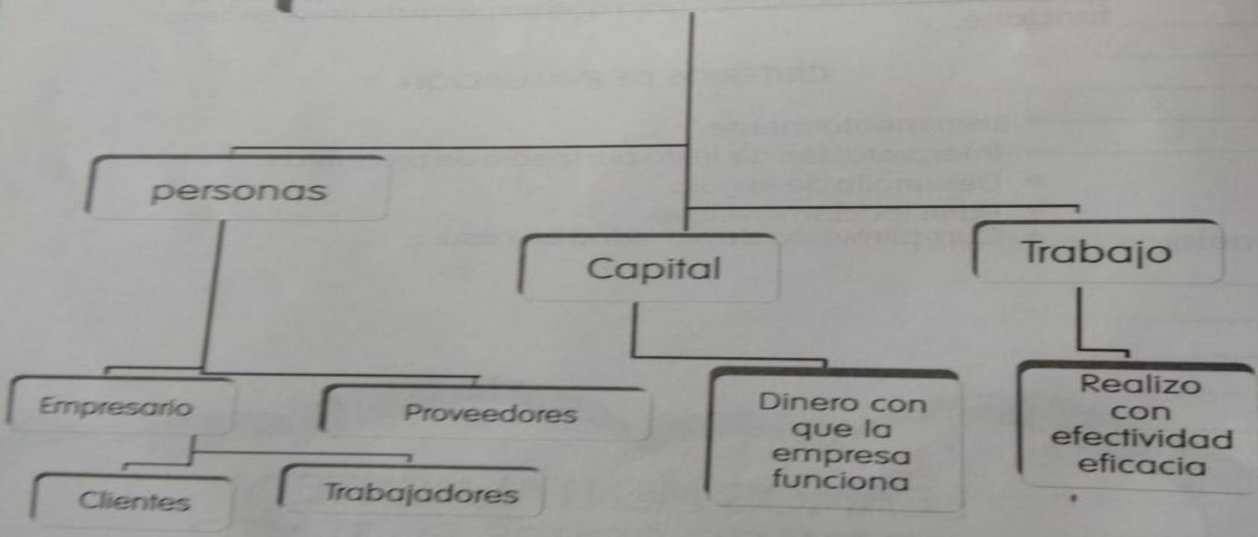 personas
Capital
Trabajo
Empresario
Proveedores
Dinero con
que la
empresa
funciona
Realizo
con
efectividad
eficacia
Clientes
Trabajadores